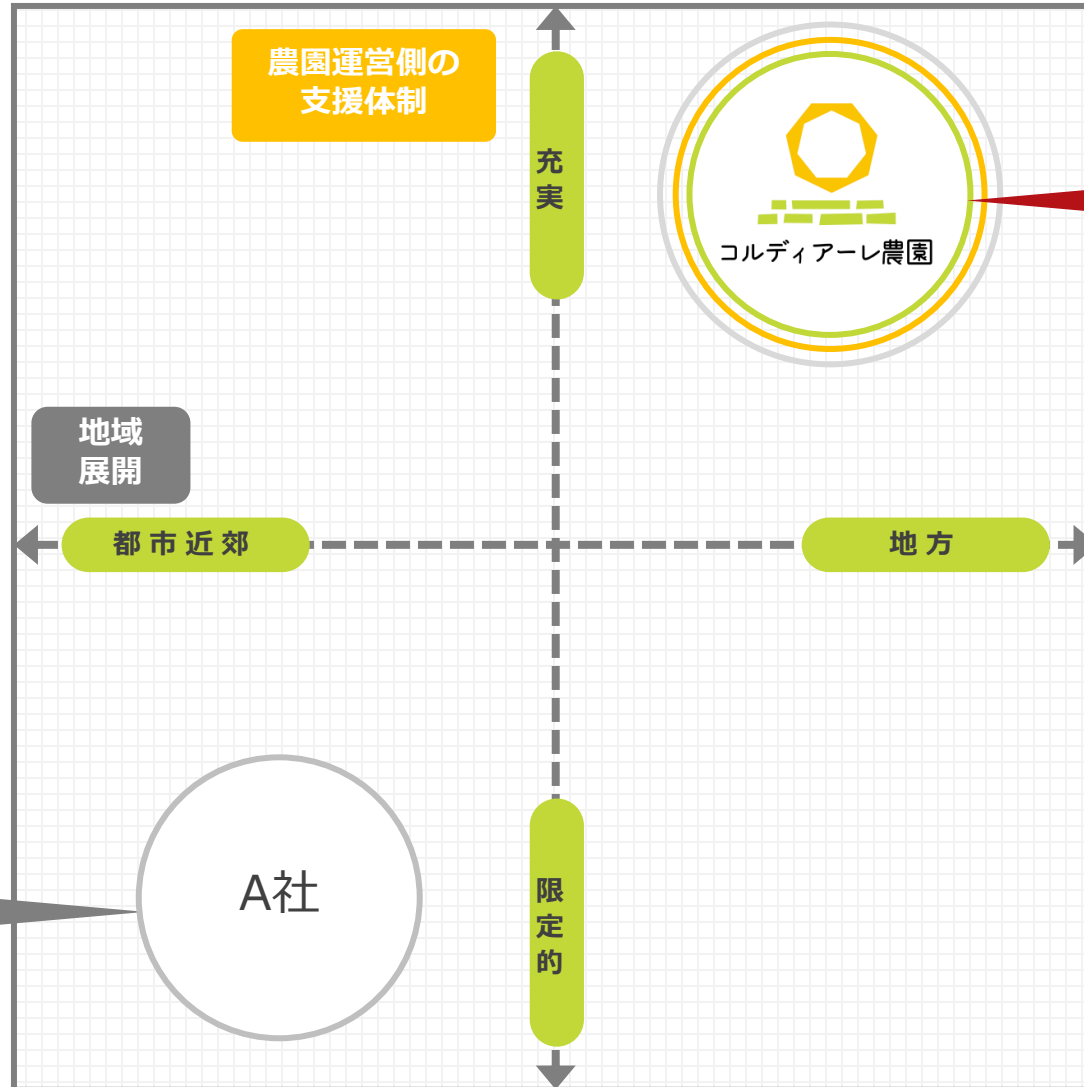 農園運営側の
支援体制
充実
コルディアーレ農園
地域
展開
都市近郊
地方
A社
限定的